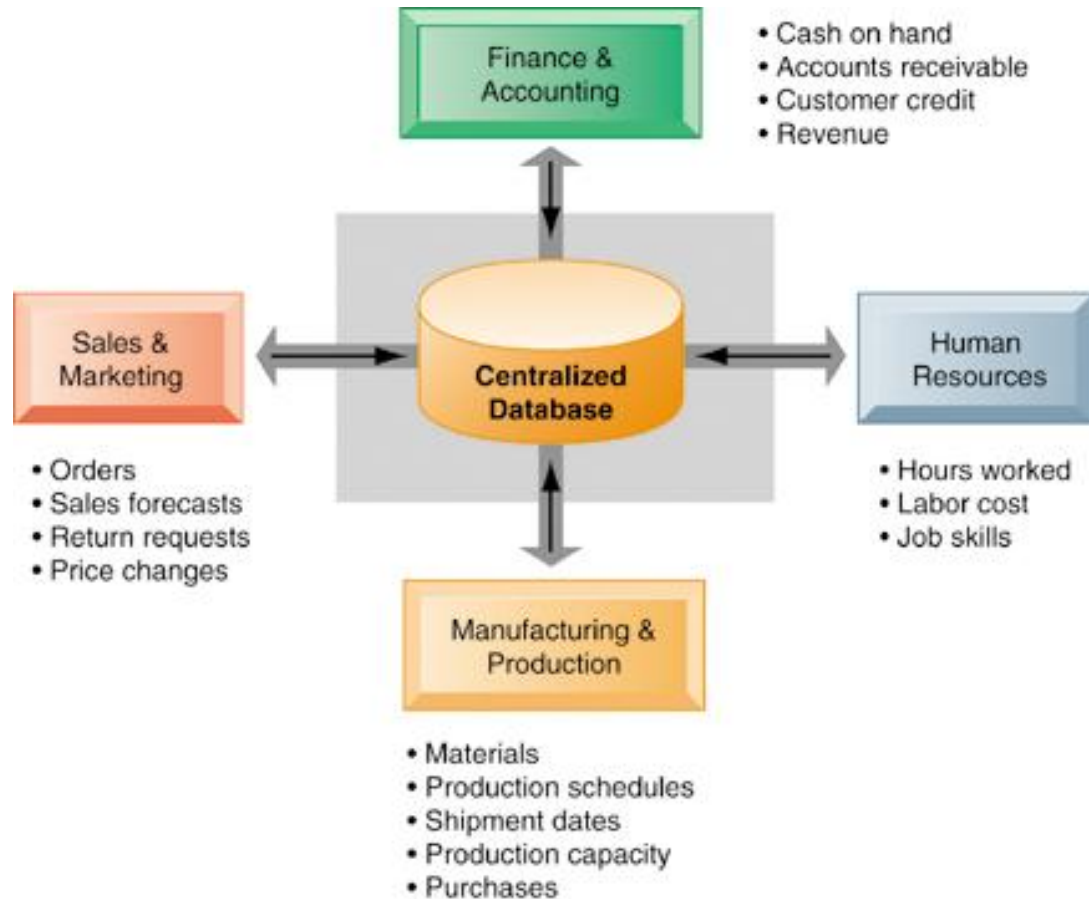 Finance &
Accounting
• Cash on hand
• Accounts receivable
• Customer credit
• Revenue
Sales &
Marketing
• Orders
• Sales forecasts
• Return requests
• Price changes
Centralized
Database
Human
Resources
• Hours worked
• Labor cost
• Job skills
Manufacturing &
Production
• Materials
• Production schedules
• Shipment dates
• Production capacity
• Purchases